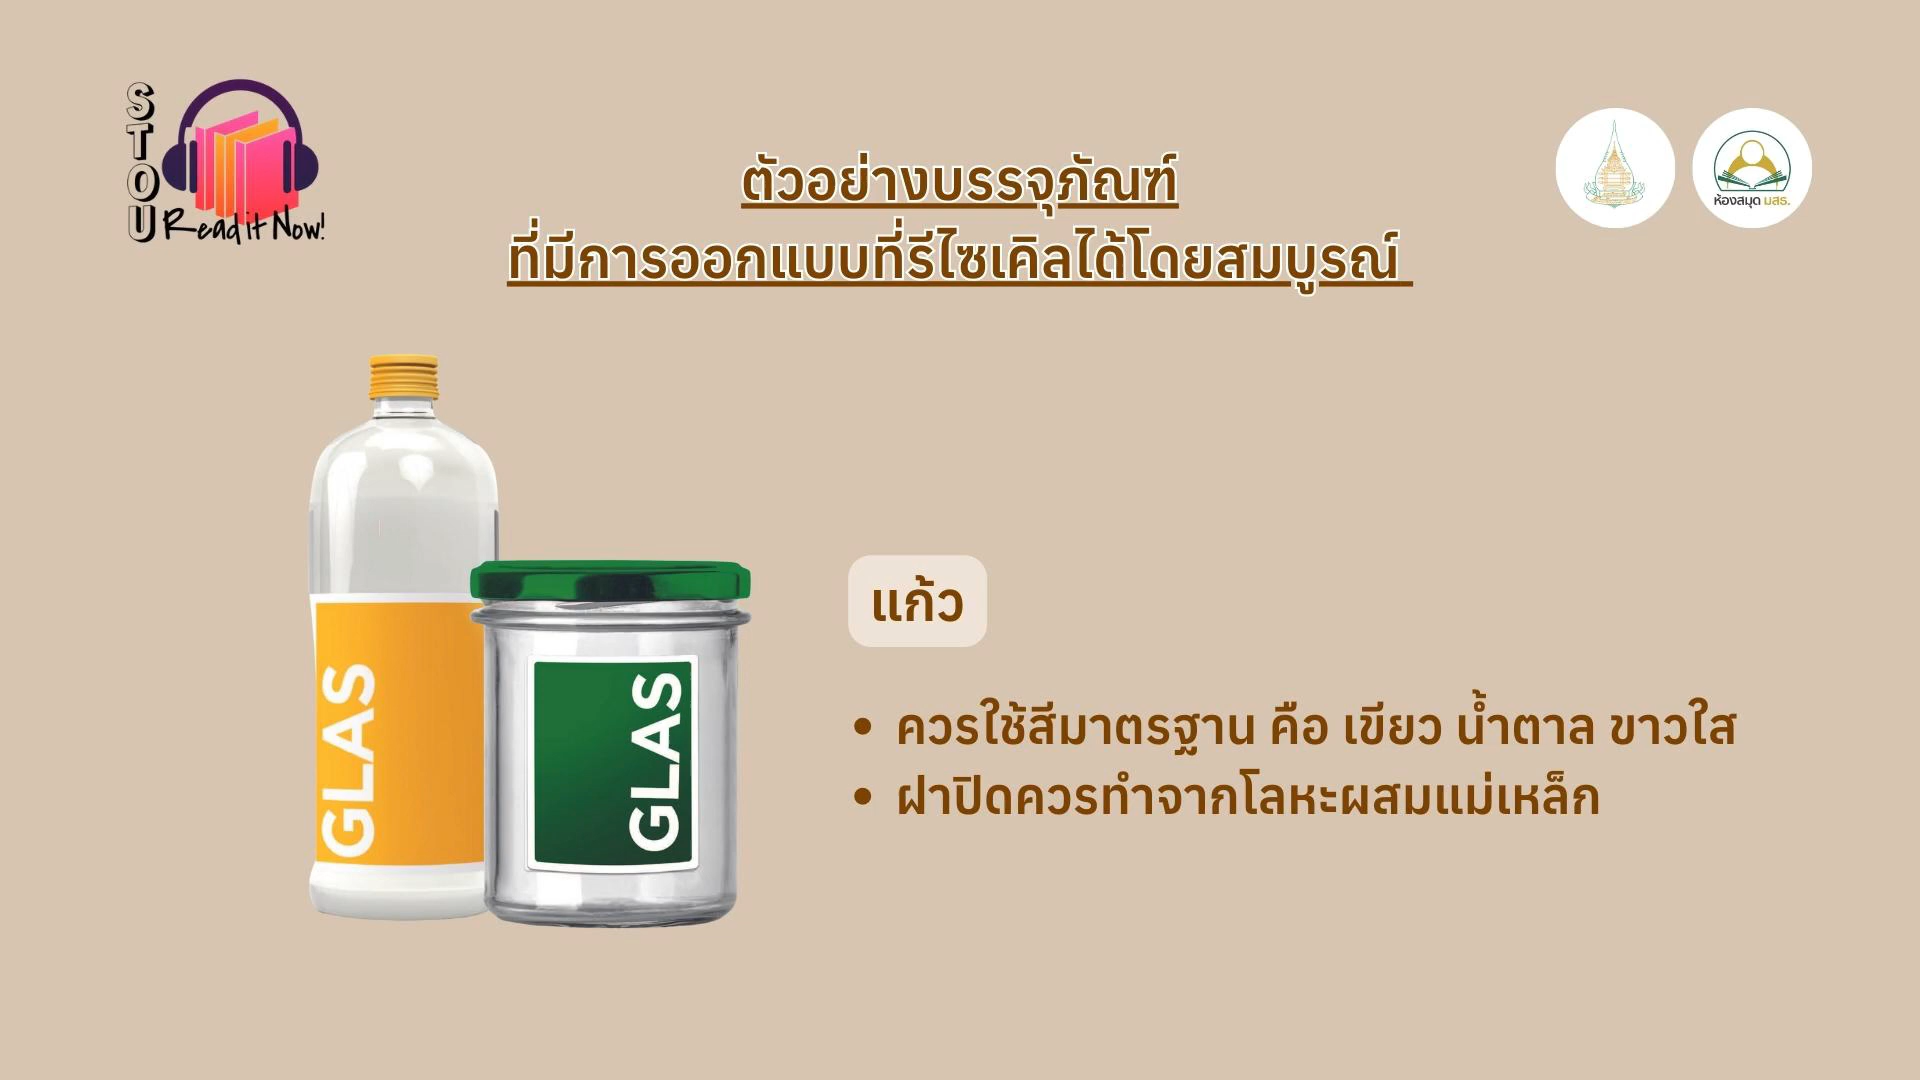 STOU
Read it Now!
ห้องสมุด มสธ.
ตัวอย่างบรรจุภัณฑ์
ที่มีการออกแบบที่รีไซเคิลได้โดยสมบูรณ์
GLAS
GLAS
แก้ว
• ควรใช้สีมาตรฐาน คือ เขียว น้ำตาล ขาวใส
• ฝาปิดควรทำจากโลหะผสมแม่เหล็ก